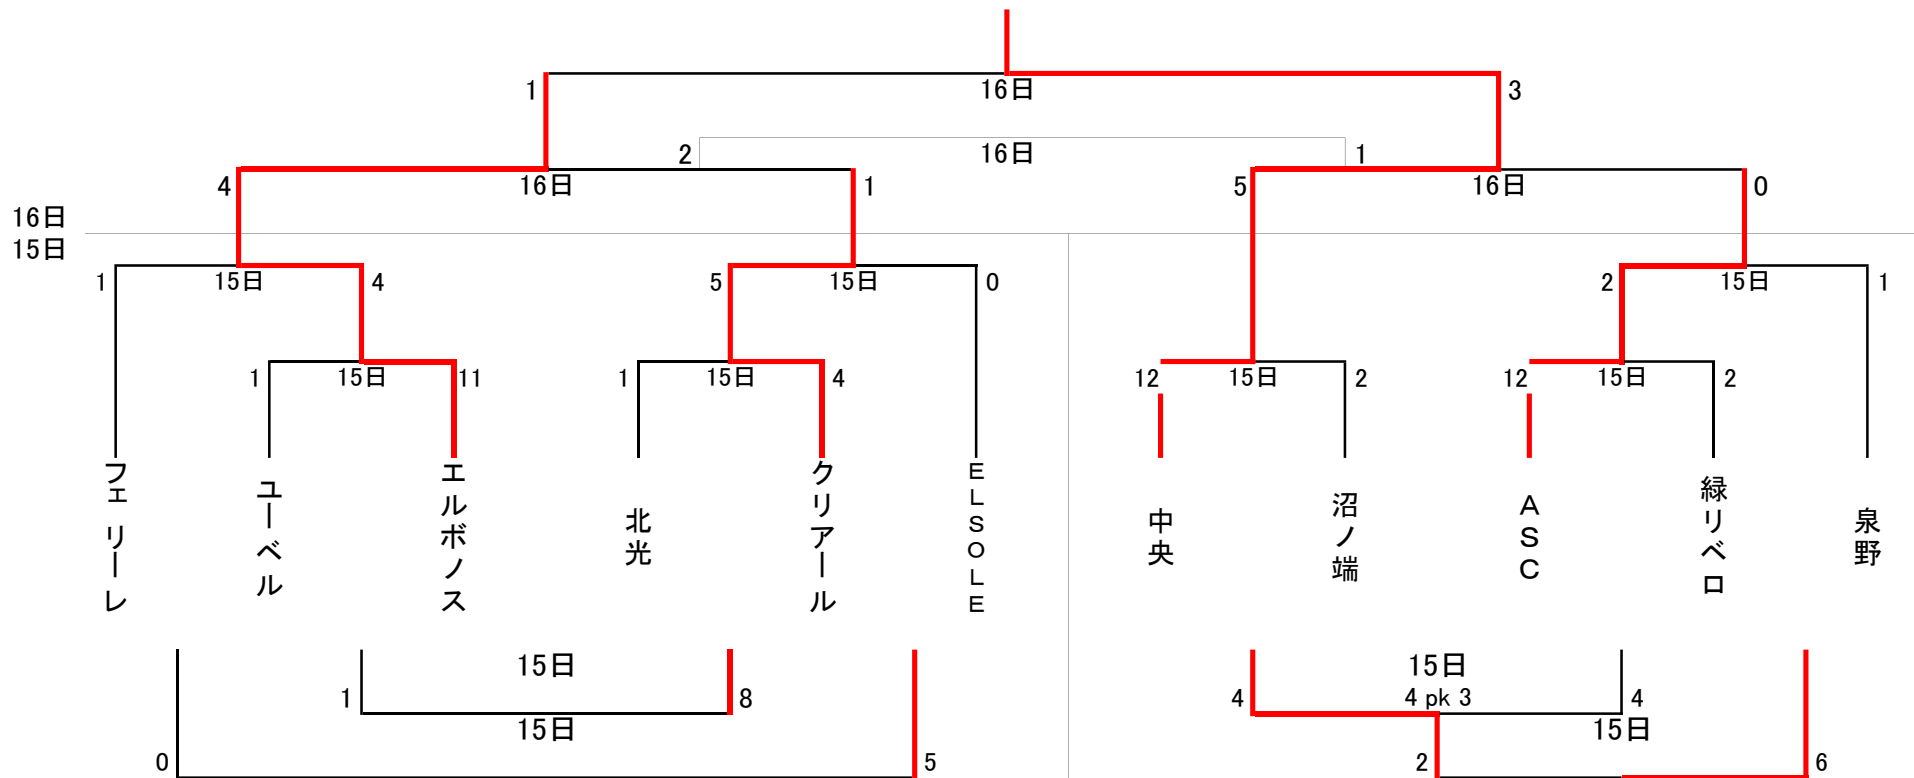 1 16日 3
2 16日 1
4 16日 1 5 16日 0
16日
15日
1 15日 4 5 15日 0 2 15日 1
1 15日 11 1 15日 4 12 15日 2 12 15日 2
フェリーレ
ユーベル
エルボノス
北光
クリアール
ELSOLE
中央
沼ノ端
ASC
緑リベロ
泉野
15日 15日
1 8 4 4 pk 3 4
15日 15日
0 5 2 6